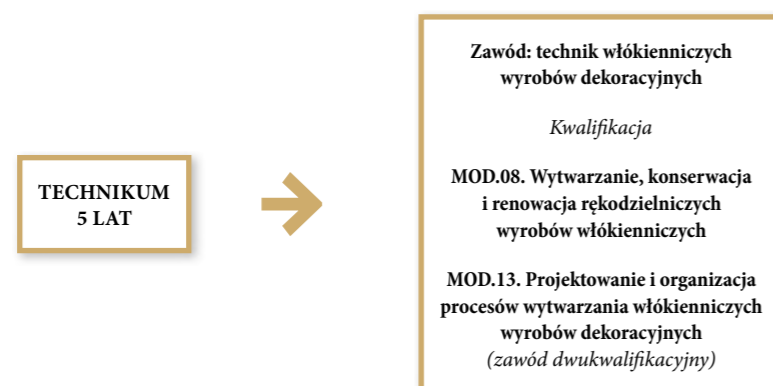 TECHNIKUM
5 LAT
Zawód: technik włókienniczych
wyrobów dekoracyjnych
Kwalifikacja
MOD.08. Wytwarzanie, konserwacja
i renowacja rękodzielniczych
wyrobów włókienniczych
MOD.13. Projektowanie i organizacja
procesów wytwarzania włókienniczych
wyrobów dekoracyjnych
(zawód dwukwalifikacyjny)